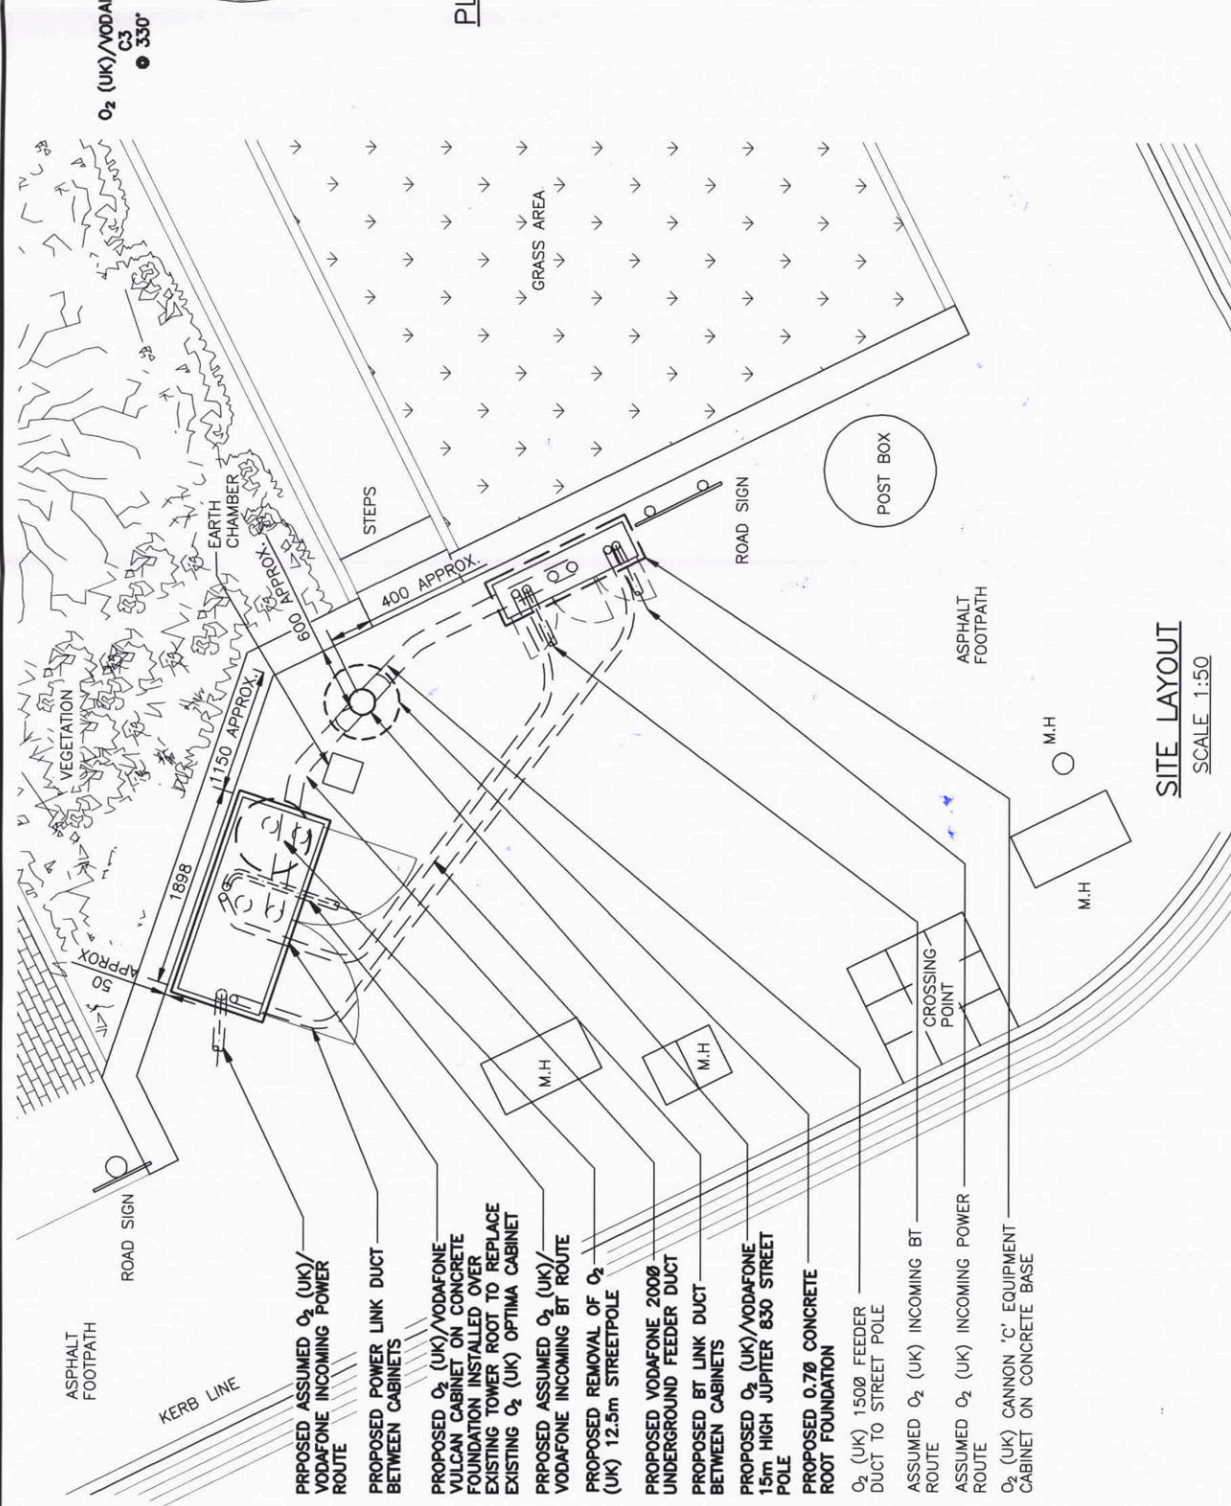 O₂ (UK)/VODA
C3
@ 330°
EARTH
CHAMBER
VEGETATION
STEPS
GRASS AREA
600 APPROX.
400 APPROX.
1150 APPROX.
1898
50
APPROX
ROAD SIGN
POST BOX
ASPHALT
FOOTPATH
M.H
M.H
CROSSING
POINT
M.H
M.H
ROAD SIGN
ASPHALT
FOOTPATH
KERB LINE
PRPOSED ASSUMED O₂ (UK)/
VODAFONE INCOMING POWER
ROUTE
PROPOSED POWER LINK DUCT
BETWEEN CABINETS
PROPOSED O₂ (UK)/VODAFONE
VULCAN CABINET ON CONCRETE
FOUNDATION INSTALLED OVER
EXISTING TOWER ROOT TO REPLACE
EXISTING O₂ (UK) OPTIMA CABINET
PRPOSED ASSUMED O₂ (UK)/
VODAFONE INCOMING BT ROUTE
PROPOSED REMOVAL OF O₂
(UK) 12.5m STREETPOLE
PROPOSED VODAFONE 200Ø
UNDERGROUND FEEDER DUCT
PROPOSED BT LINK DUCT
BETWEEN CABINETS
PROPOSED O₂ (UK)/VODAFONE
15m HIGH JUPITER 830 STREET
POLE
PROPOSED 0.7Ø CONCRETE
ROOT FOUNDATION
O₂ (UK) 150Ø FEEDER
DUCT TO STREET POLE
ASSUMED O₂ (UK) INCOMING BT
ROUTE
ASSUMED O₂ (UK) INCOMING POWER
ROUTE
O₂ (UK) CANNON 'C' EQUIPMENT
CABINET ON CONCRETE BASE
SITE LAYOUT
SCALE 1:50